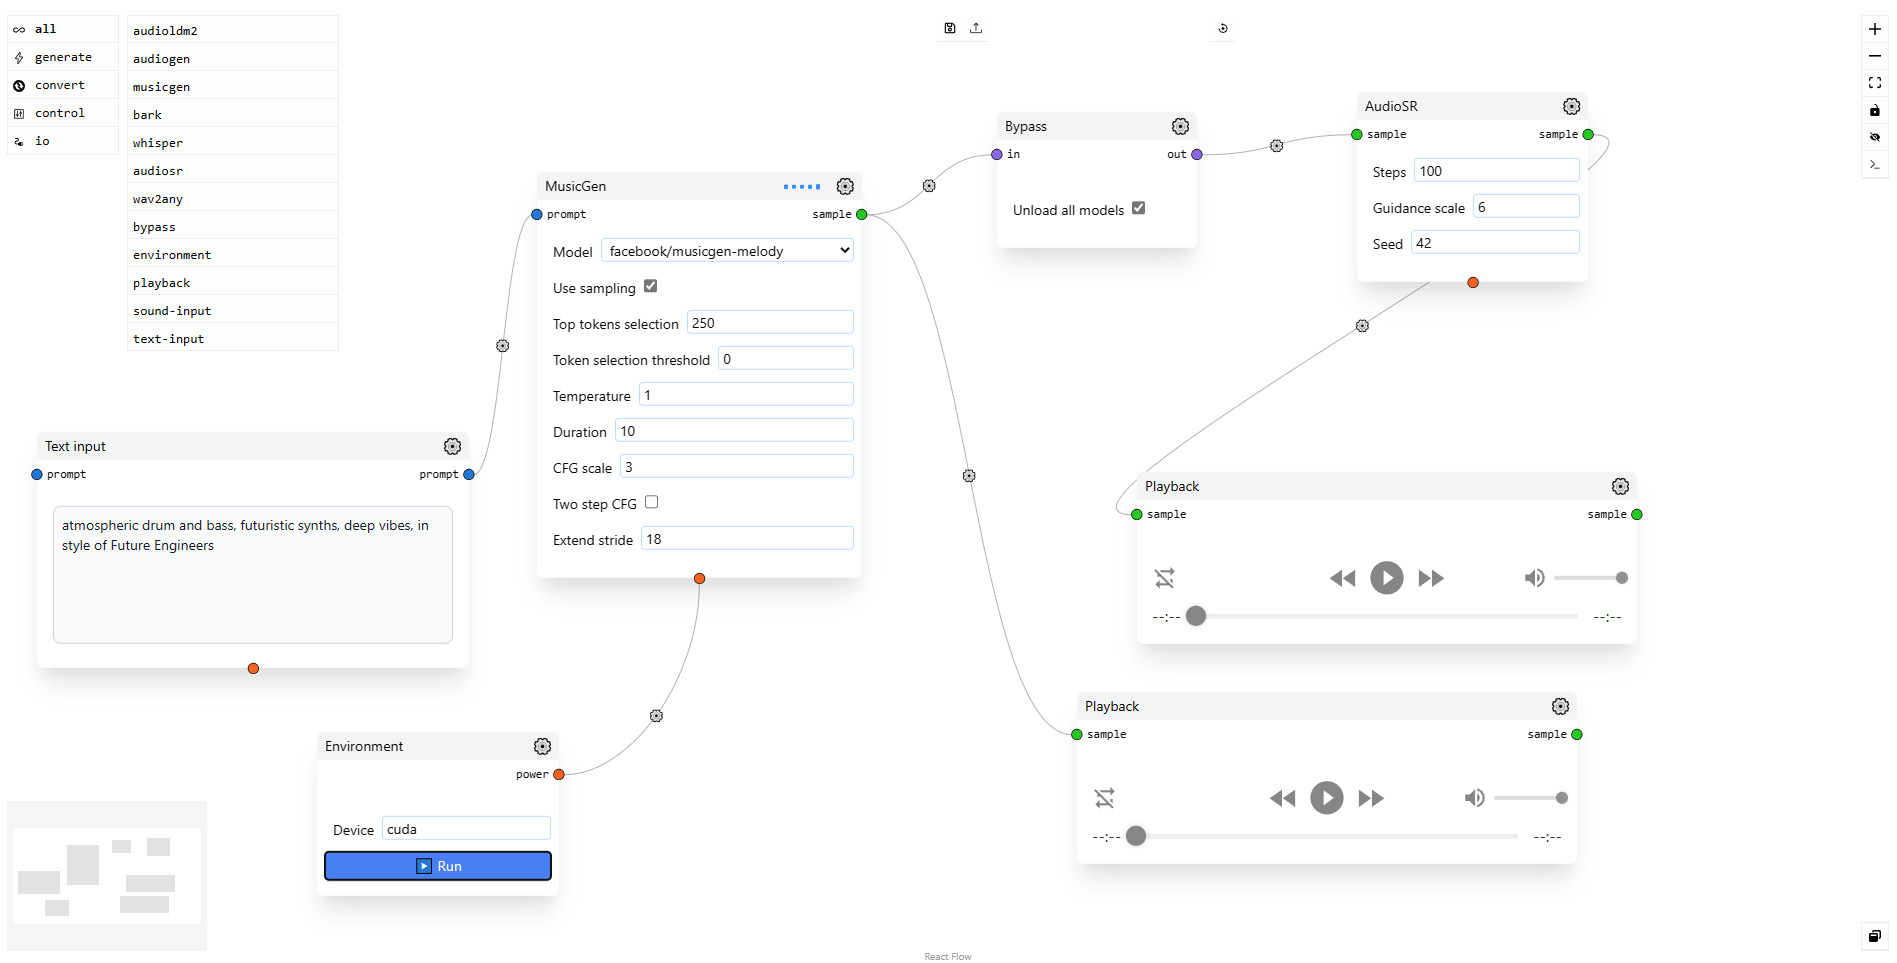 all
generate
convert
control
io
audioldm2
audiogen
musicgen
bark
whisper
audiosr
wav2any
bypass
environment
playback
sound-input
text-input
Text input
prompt prompt
atmospheric drum and bass, futuristic synths, deep vibes, in
style of Future Engineers
MusicGen
prompt sample
Model facebook/musicgen-melody
Use sampling
Top tokens selection 250
Token selection threshold 0
Temperature 1
Duration 10
CFG scale 3
Two step CFG
Extend stride 18
Environment
power
Device cuda
Run
Bypass
in out
Unload all models
AudioSR
sample sample
Steps 100
Guidance scale 6
Seed 42
Playback
sample sample
--:-- --:--
Playback
sample sample
--:-- --:--
React Flow